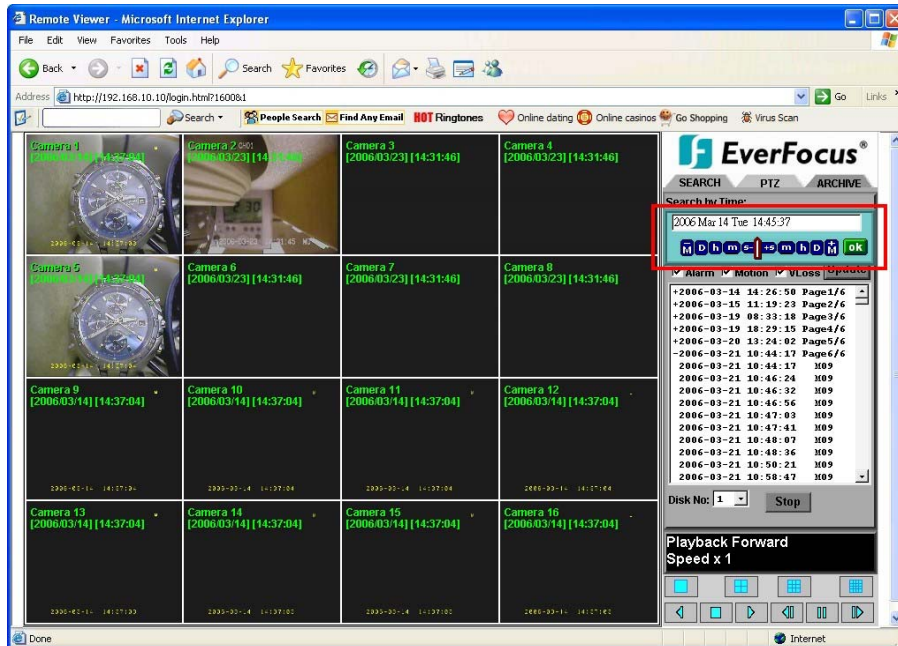 Remote Viewer - Microsoft Internet Explorer
File Edit View Favorites Tools Help
Back Search Favorites
Address http://192.168.10.10/login.html?1600&1 Go Links
Search People Search Find Any Email HOT Ringtones Online dating Online casinos Go Shopping Virus Scan
Camera 1
Camera 2 CH01
[2006/03/23] [14:31:46]
Camera 3
[2006/03/23] [14:31:46]
Camera 4
[2006/03/23] [14:31:46]
2:30
Camera 5
Camera 6
[2006/03/23] [14:31:46]
Camera 7
[2006/03/23] [14:31:46]
Camera 8
[2006/03/23] [14:31:46]
Camera 9
[2006/03/14] [14:37:04]
Camera 10
[2006/03/14] [14:37:04]
Camera 11
[2006/03/14] [14:37:04]
Camera 12
[2006/03/14] [14:37:04]
Camera 13
[2006/03/14] [14:37:04]
Camera 14
[2006/03/14] [14:37:04]
Camera 15
[2006/03/14] [14:37:04]
Camera 16
[2006/03/14] [14:37:04]
EverFocus®
SEARCH PTZ ARCHIVE
Search by Time:
2006 Mar 14 Tue 14:45:37
M D h m s- +s m h D M ok
Alarm Motion VLoss Update
+2006-03-14 14:26:50 Page1/6
+2006-03-15 11:19:23 Page2/6
+2006-03-19 08:33:18 Page3/6
+2006-03-19 18:29:15 Page4/6
+2006-03-20 13:24:02 Page5/6
-2006-03-21 10:44:17 Page6/6
2006-03-21 10:44:17 M09
2006-03-21 10:46:24 M09
2006-03-21 10:46:32 M09
2006-03-21 10:46:56 M09
2006-03-21 10:47:03 M09
2006-03-21 10:47:41 M09
2006-03-21 10:48:07 M09
2006-03-21 10:48:36 M09
2006-03-21 10:50:21 M09
2006-03-21 10:58:47 M09
Disk No: 1 Stop
Playback Forward
Speed x 1
Done Internet